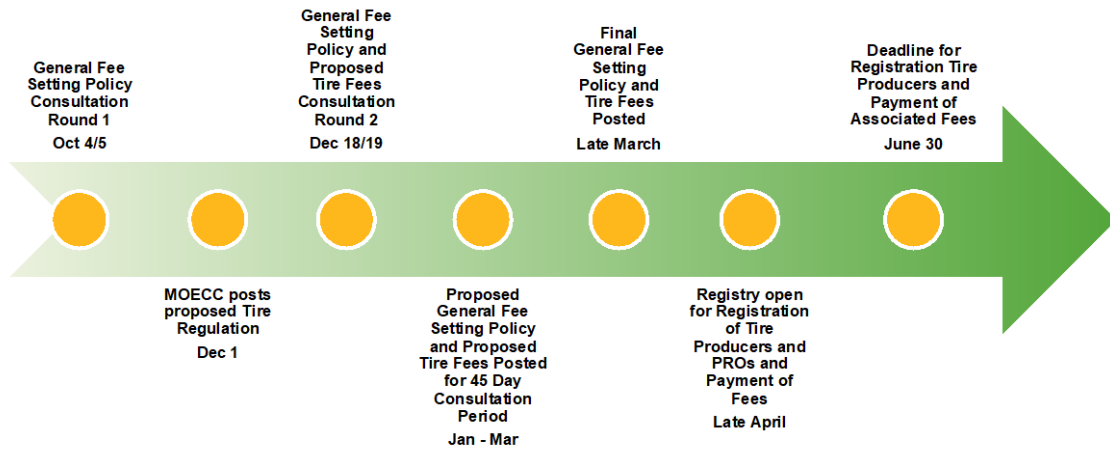 General Fee
Setting Policy
Consultation
Round 1
Oct 4/5
MOECC posts
proposed Tire
Regulation
Dec 1
General Fee
Setting
Policy and
Proposed
Tire Fees
Consultation
Round 2
Dec 18/19
Proposed
General Fee
Setting Policy
and Proposed
Tire Fees Posted
for 45 Day
Consultation
Period
Jan - Mar
Final
General Fee
Setting
Policy and
Tire Fees
Posted
Late March
Registry open
for Registration
of Tire
Producers and
PROs and
Payment of
Fees
Late April
Deadline for
Registration Tire
Producers and
Payment of
Associated Fees
June 30